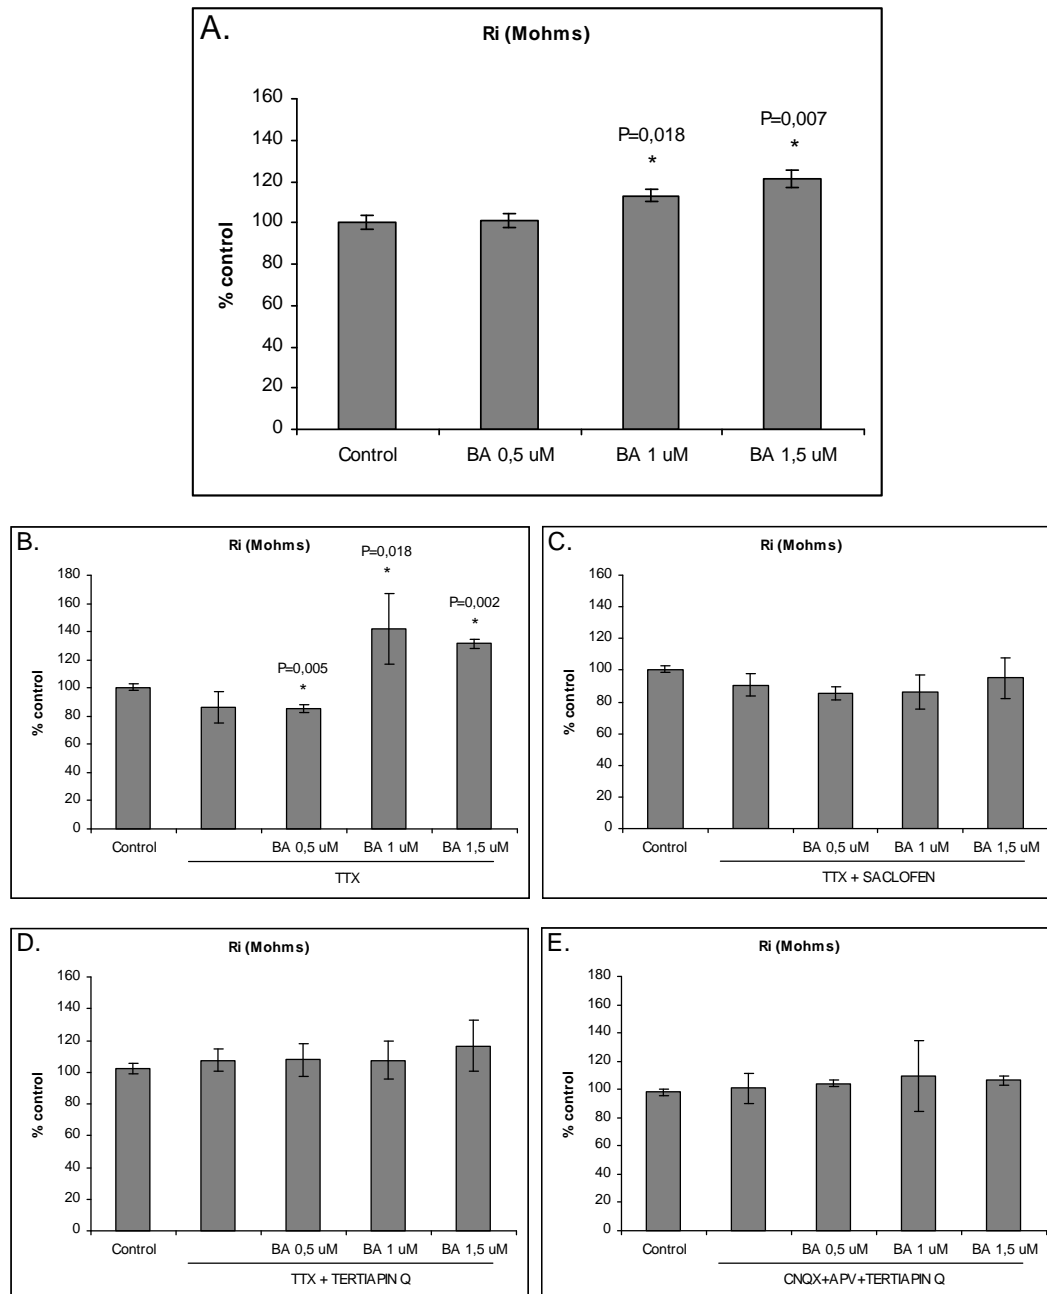 A.
Ri (Mohms)
160
140
120
100
80
60
40
20
0
% control
P=0,018
*
P=0,007
*
Control BA 0,5 uM BA 1 uM BA 1,5 uM
B.
Ri (Mohms)
180
160
140
120
100
80
60
40
20
0
% control
P=0,005
*
P=0,018
*
P=0,002
*
Control BA 0,5 uM BA 1 uM BA 1,5 uM
TTX
C.
Ri (Mohms)
160
140
120
100
80
60
40
20
0
% control
Control BA 0,5 uM BA 1 uM BA 1,5 uM
TTX + SACLOFEN
D.
Ri (Mohms)
160
140
120
100
80
60
40
20
0
% control
Control BA 0,5 uM BA 1 uM BA 1,5 uM
TTX + TERTIAPIN Q
E.
Ri (Mohms)
180
160
140
120
100
80
60
40
20
0
% control
Control BA 0,5 uM BA 1 uM BA 1,5 uM
CNQX+APV+TERTIAPIN Q